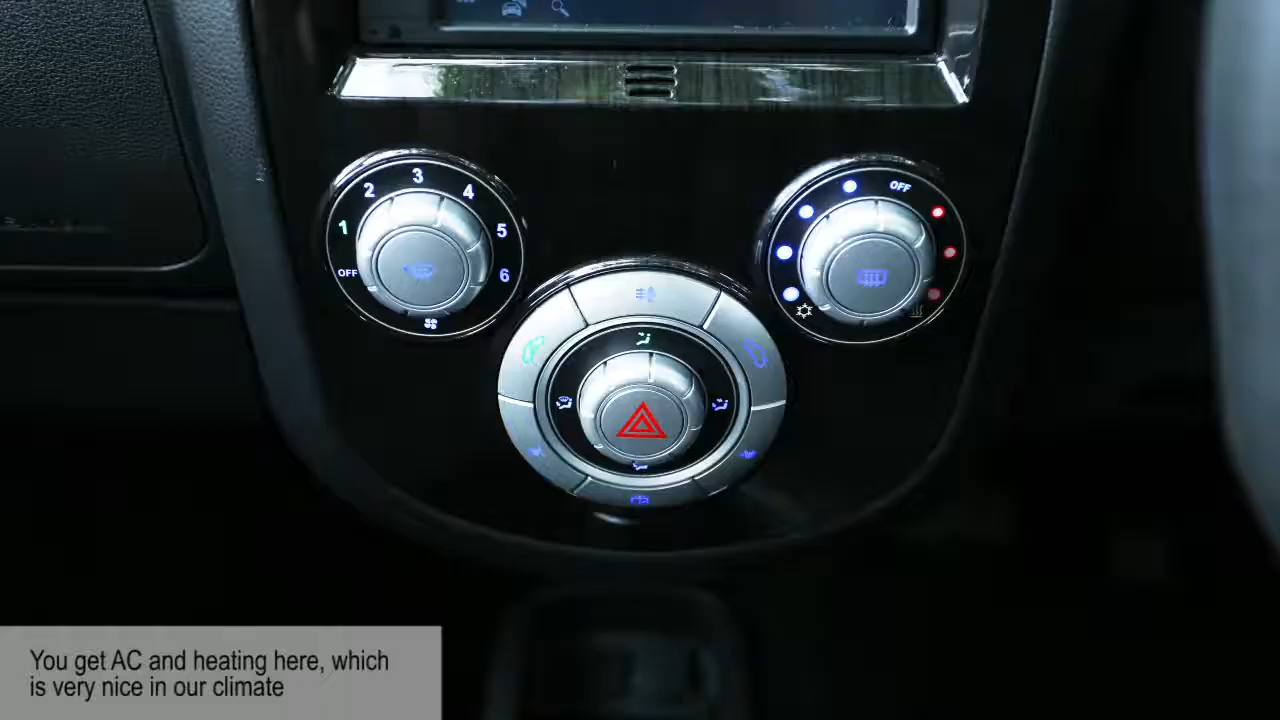 OFF
1
2
3
4
5
6
OFF
You get AC and heating here, which
is very nice in our climate